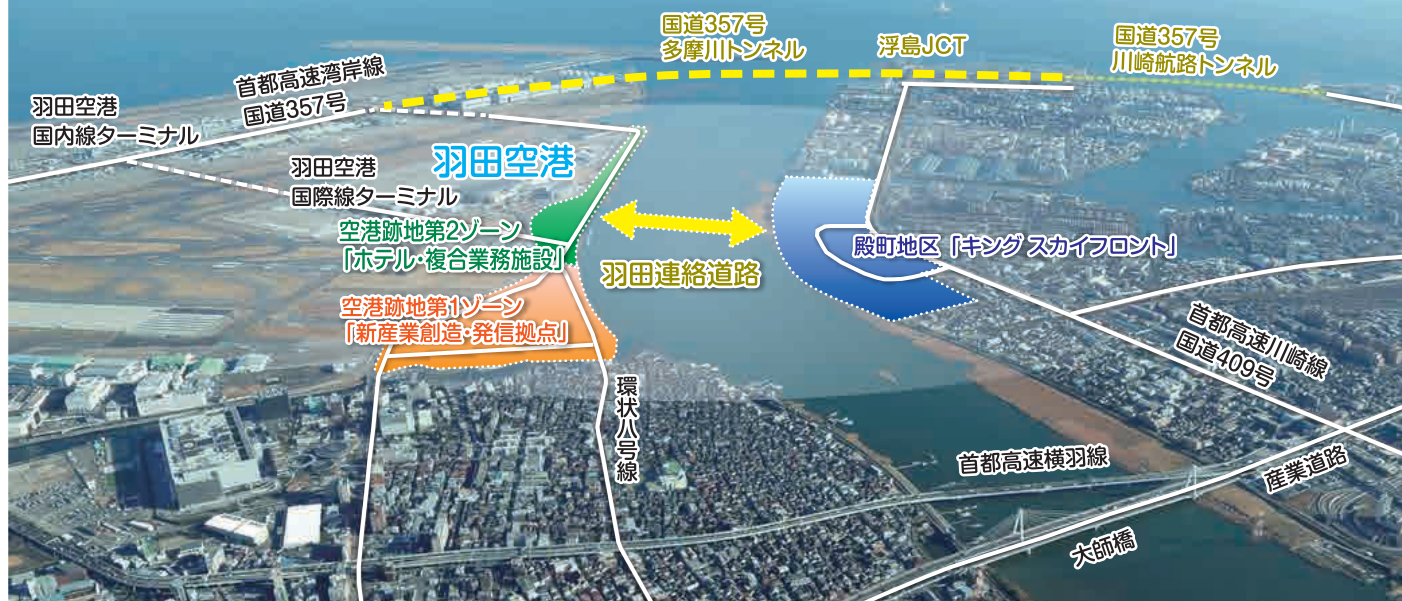 国道357号
多摩川トンネル
浮島JCT
国道357号
川崎航路トンネル
首都高速湾岸線
国道357号
羽田空港
国内線ターミナル
羽田空港
羽田空港
国際線ターミナル
空港跡地第2ゾーン
「ホテル・複合業務施設」
羽田連絡道路
殿町地区「キング スカイフロント」
空港跡地第1ゾーン
「新産業創造・発信拠点」
首都高速川崎線
国道409号
環状八号線
首都高速横羽線
産業道路
大師橋